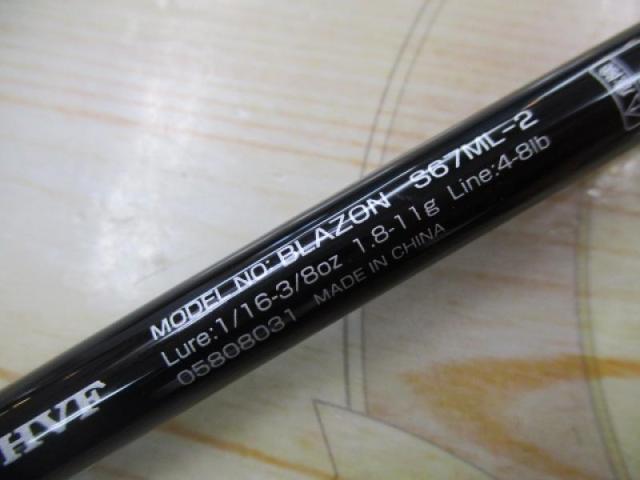 MODEL NO: BLAZON S67ML-2
Lure:1/16-3/8oz 1.8-11g Line:4-8lb
05808031 MADE IN CHINA
HVF